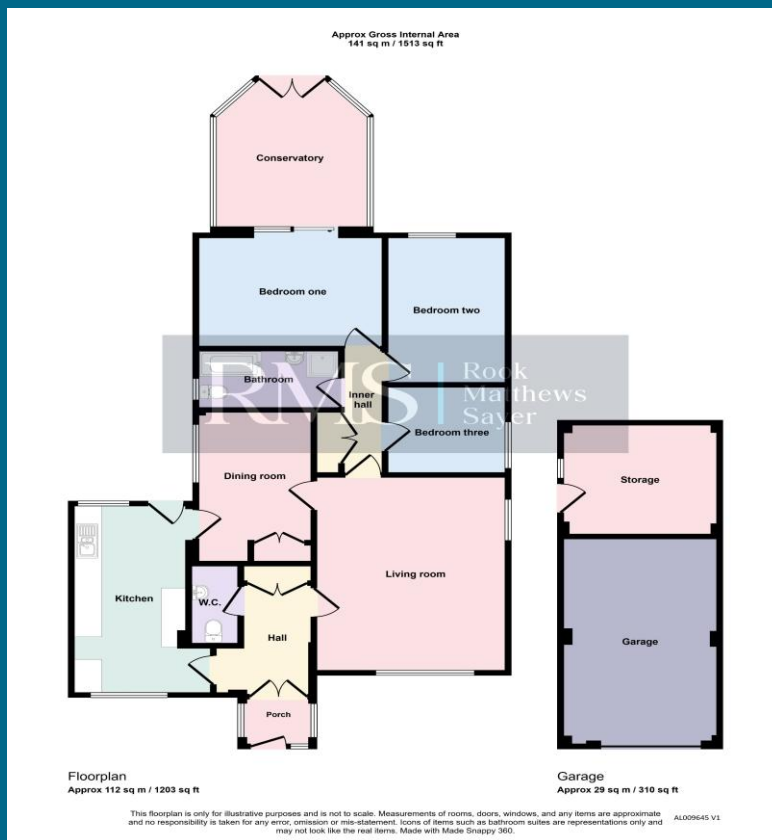 Approx Gross Internal Area
141 sq m / 1513 sq ft
Conservatory
Bedroom one
Bedroom two
Bathroom
Inner
hall
RMS
Rook
Matthews
Sayer
Bedroom three
Dining room
Storage
Living room
Kitchen
W.C.
Hall
Garage
Porch
Floorplan
Approx 112 sq m / 1203 sq ft
Garage
Approx 29 sq m / 310 sq ft
This floorplan is only for illustrative purposes and is not to scale. Measurements of rooms, doors, windows, and any items are approximate
and no responsibility is taken for any error, omission or mis-statement. Icons of items such as bathroom suites are representations only and
may not look like the real items. Made with Made Snappy 360.
AL009645 V1